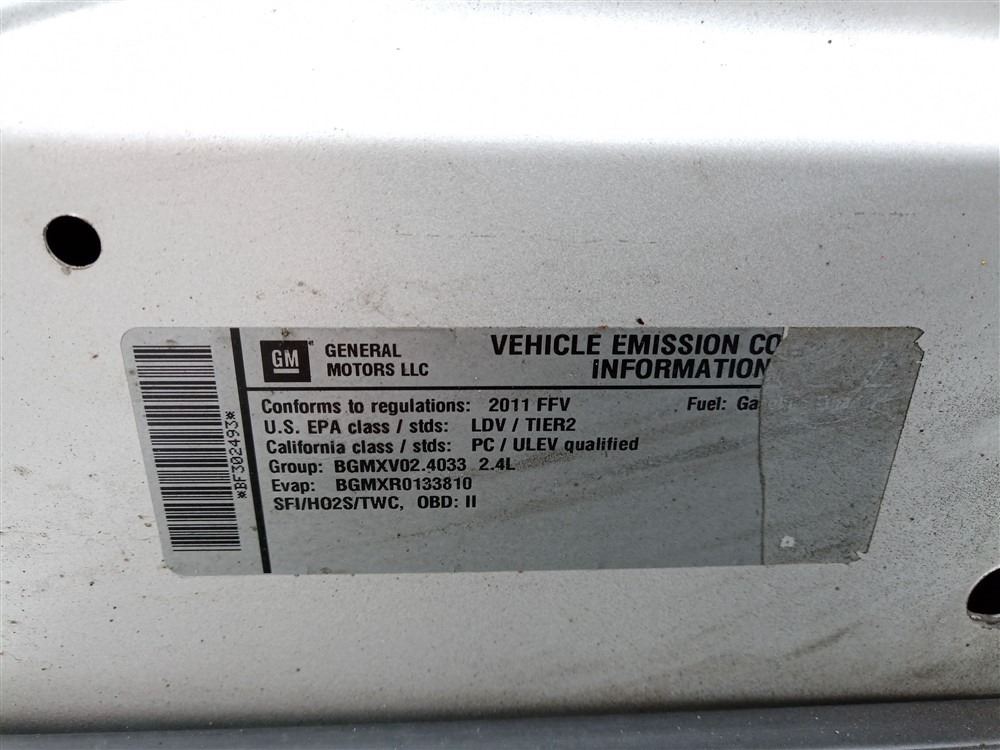 *BF302493*
GM
GENERAL
MOTORS LLC
VEHICLE EMISSION CO
INFORMATION
Conforms to regulations: 2011 FFV
Fuel: Ga
U.S. EPA class / stds: LDV / TIER2
California class / stds: PC / ULEV qualified
Group: BGMXV02.4033 2.4L
Evap: BGMXR0133810
SFI/HO2S/TWC, OBD: II